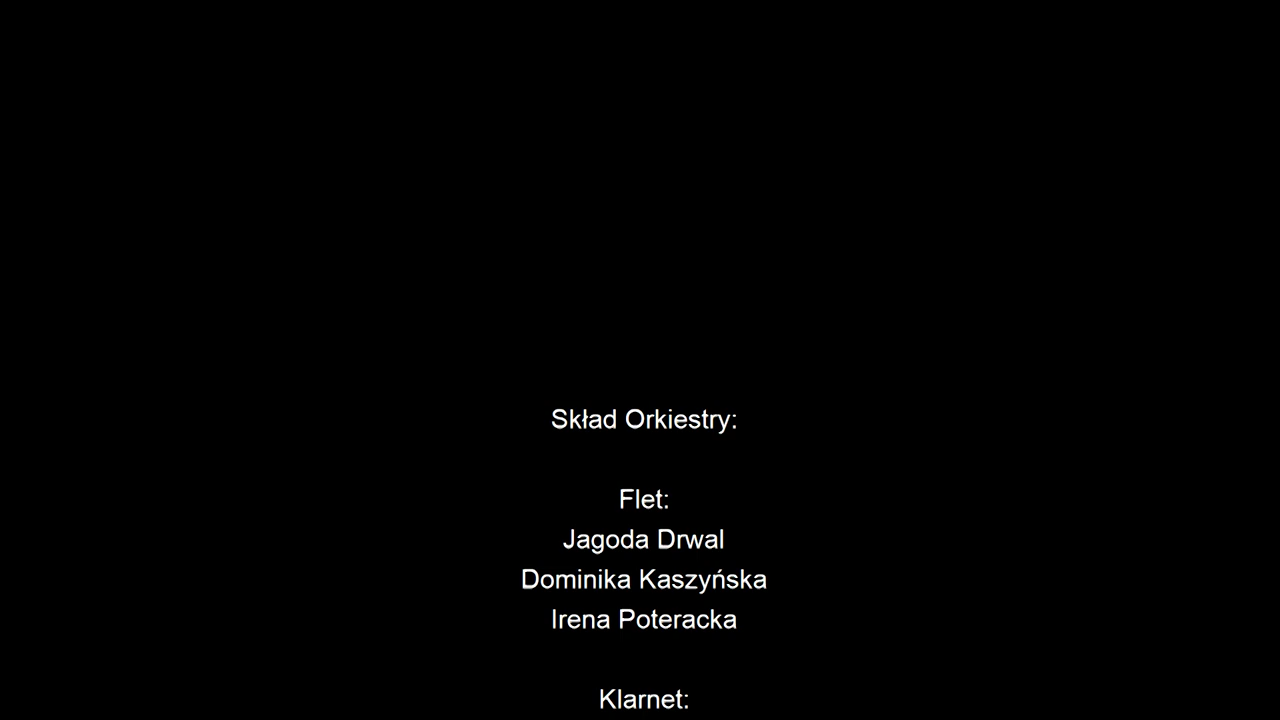 Skład Orkiestry:
Flet:
Jagoda Drwal
Dominika Kaszyńska
Irena Poteracka
Klarnet: